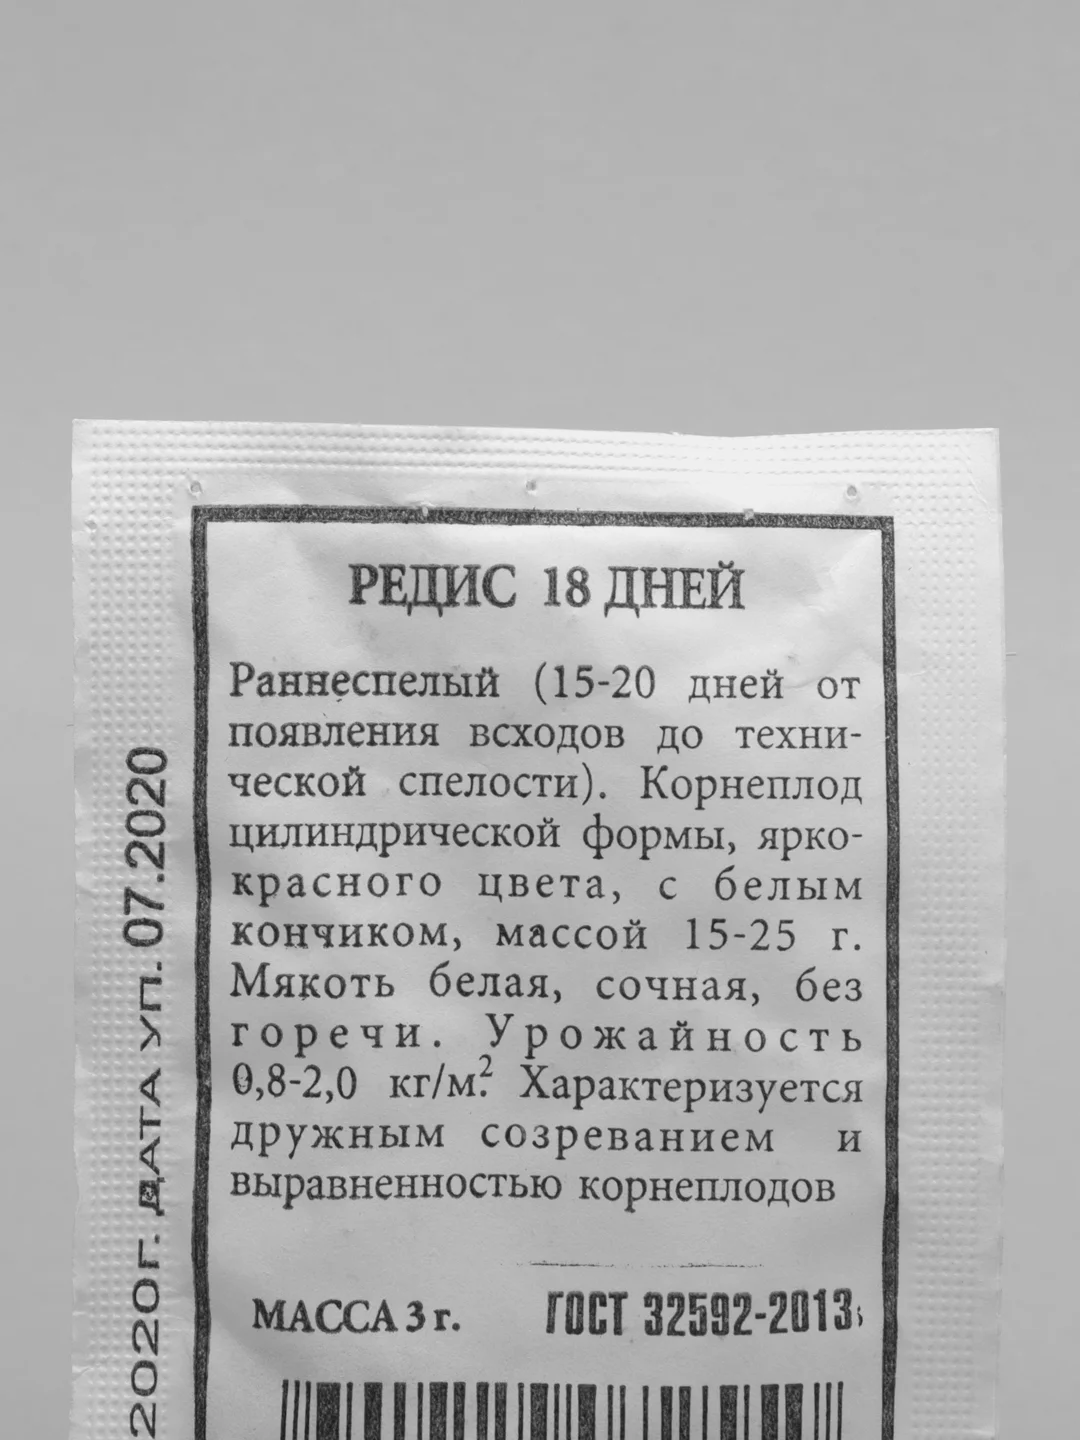 РЕДИС 18 ДНЕЙ
Раннеспелый (15-20 дней от
появления всходов до техни-
ческой спелости). Корнеплод
цилиндрической формы, ярко-
красного цвета, с белым
кончиком, массой 15-25 г.
Мякоть белая, сочная, без
горечи. Урожайность
0,8-2,0 кг/м². Характеризуется
дружным созреванием и
выравненностью корнеплодов
МАССА 3 г. ГОСТ 32592-2013
2020г. ДАТА УП. 07.2020